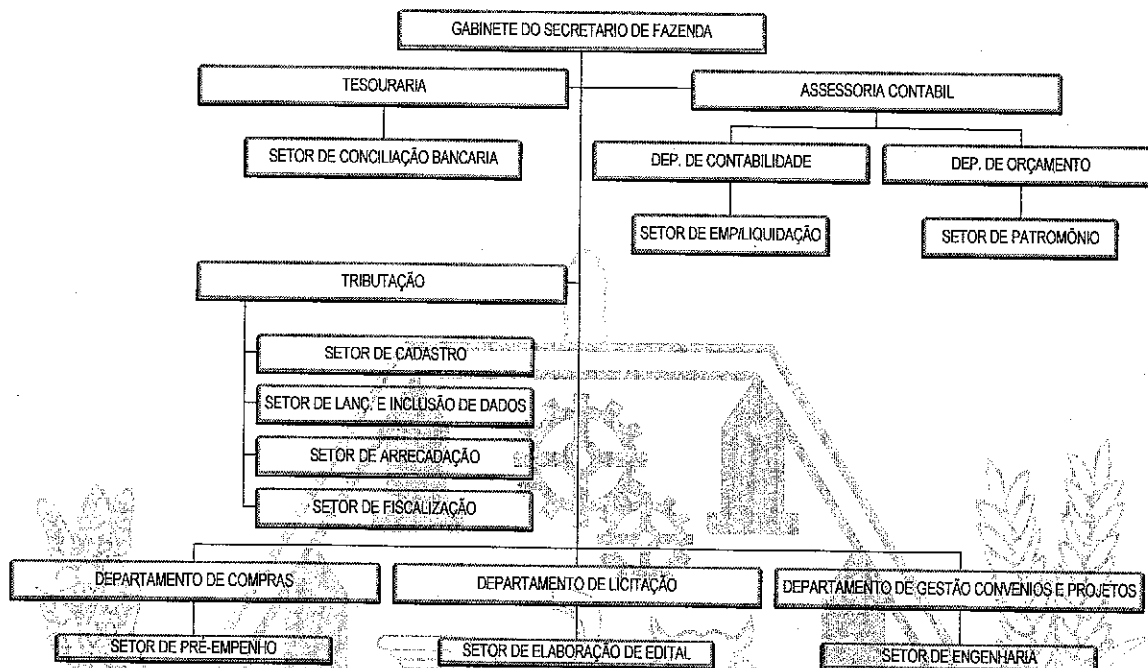 GABINETE DO SECRETARIO DE FAZENDA
TESOURARIA
ASSESSORIA CONTABIL
SETOR DE CONCILIAÇÃO BANCARIA
DEP. DE CONTABILIDADE
DEP. DE ORÇAMENTO
SETOR DE EMP/LIQUIDAÇÃO
SETOR DE PATROMÔNIO
TRIBUTAÇÃO
SETOR DE CADASTRO
SETOR DE LANÇ. E INCLUSÃO DE DADOS
SETOR DE ARRECADAÇÃO
SETOR DE FISCALIZAÇÃO
DEPARTAMENTO DE COMPRAS
DEPARTAMENTO DE LICITAÇÃO
DEPARTAMENTO DE GESTÃO CONVENIOS E PROJETOS
SETOR DE PRÉ-EMPENHO
SETOR DE ELABORAÇÃO DE EDITAL
SETOR DE ENGENHARIA